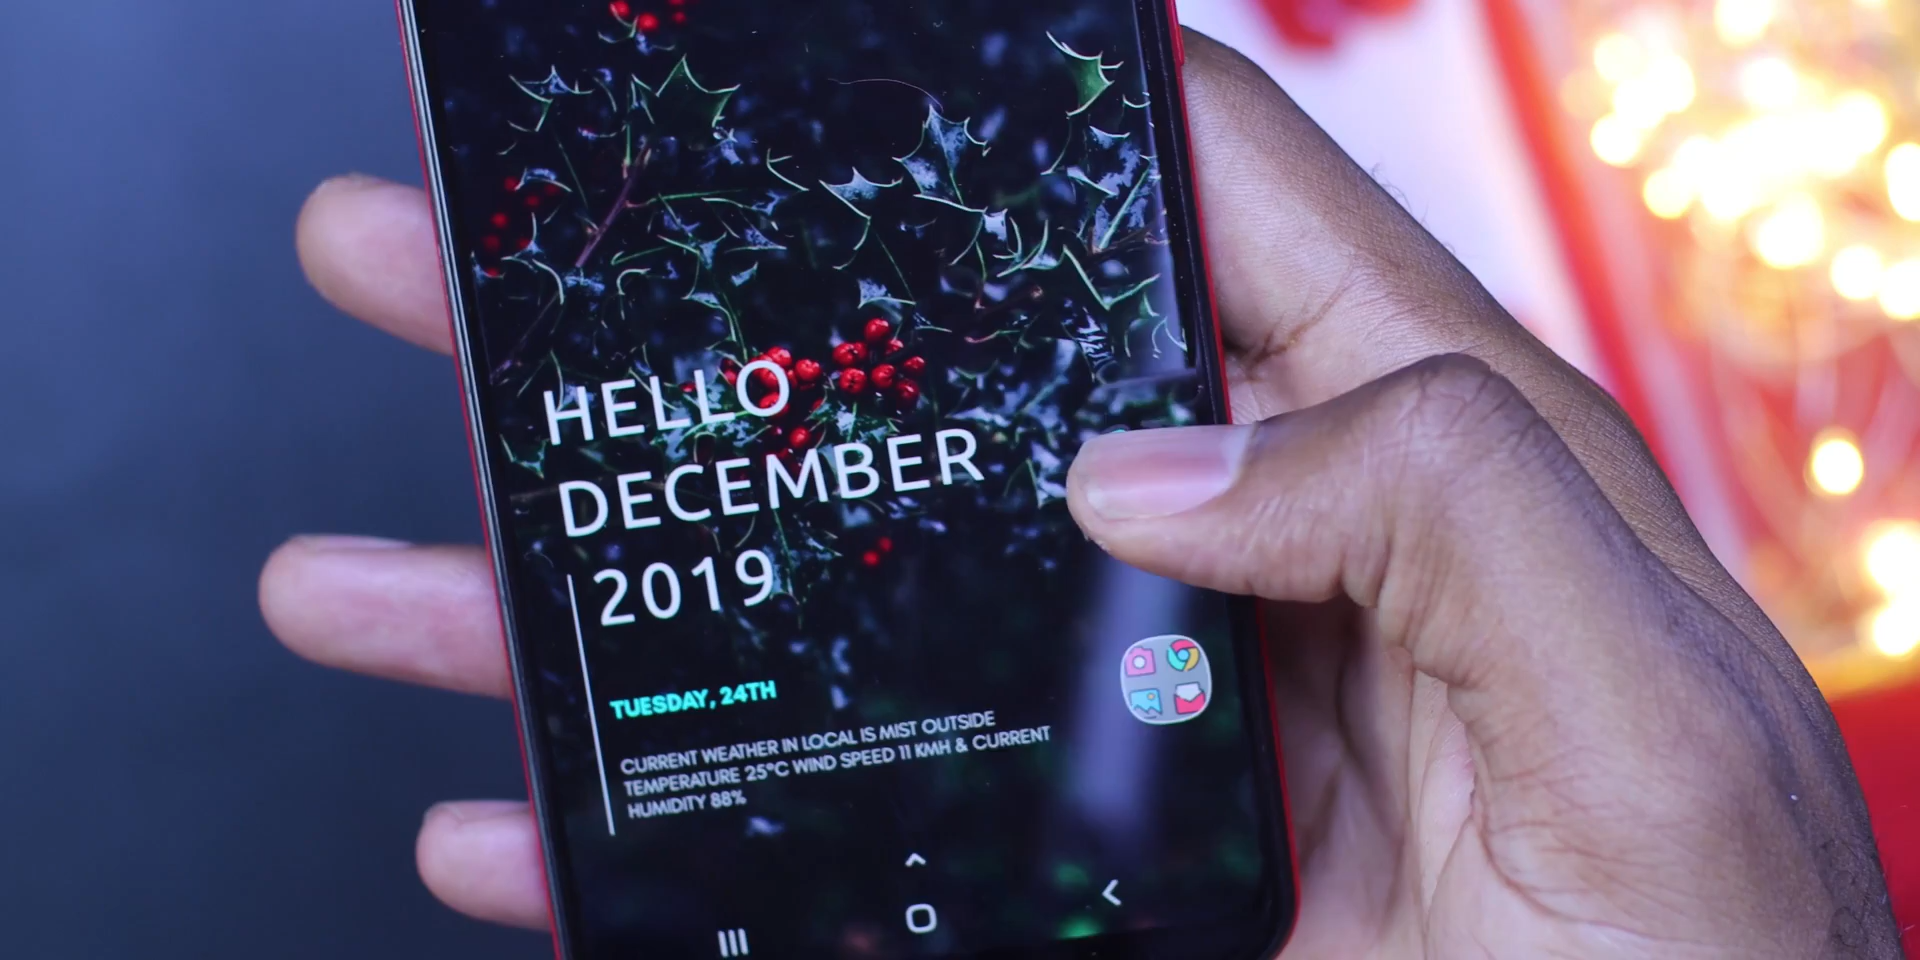 HELLO
DECEMBER
2019
TUESDAY, 24TH
CURRENT WEATHER IN LOCAL IS MIST OUTSIDE
TEMPERATURE 25°C WIND SPEED 11 KMH & CURRENT
HUMIDITY 88%